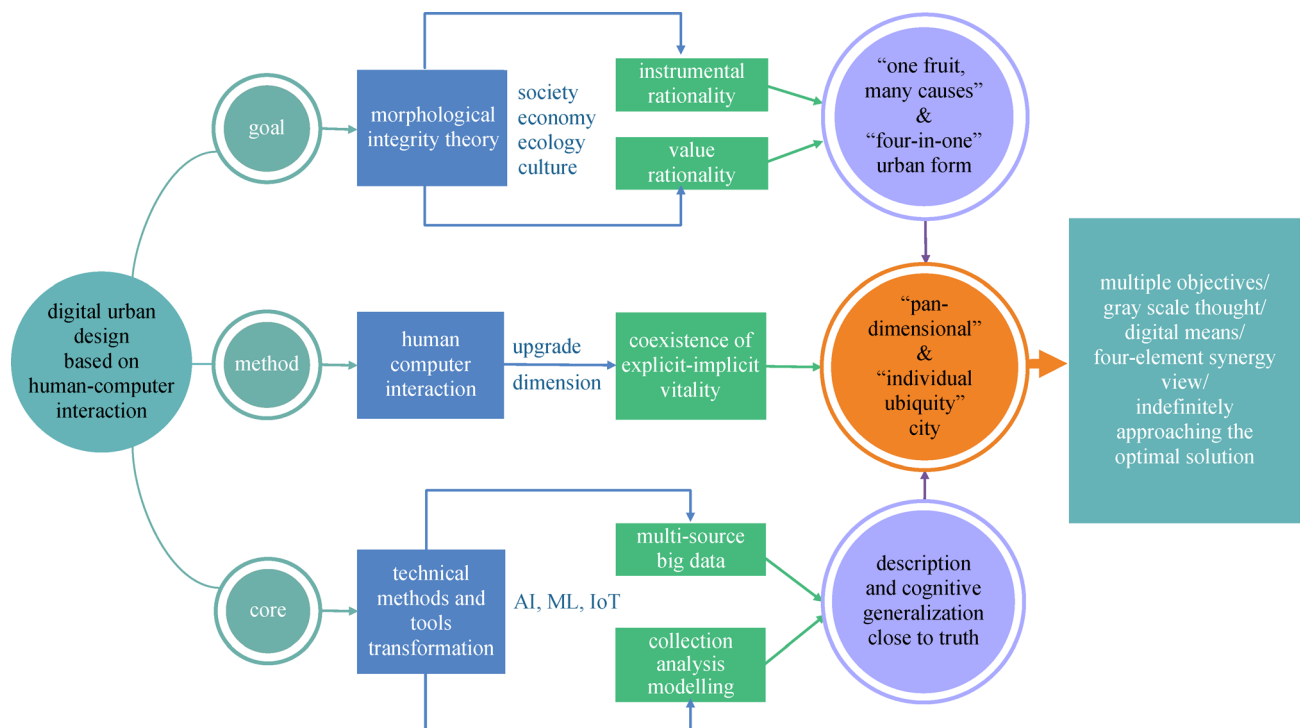 digital urban
design
based on
human-computer
interaction
goal
morphological
integrity theory
society
economy
ecology
culture
instrumental
rationality
value
rationality
“one fruit,
many causes”
&
“four-in-one”
urban form
method
human
computer
interaction
upgrade
dimension
coexistence of
explicit-implicit
vitality
“pan-
dimensional”
&
“individual
ubiquity”
city
multiple objectives/
gray scale thought/
digital means/
four-element synergy
view/
indefinitely
approaching the
optimal solution
core
technical
methods and
tools
transformation
AI, ML, IoT
multi-source
big data
collection
analysis
modelling
description
and cognitive
generalization
close to truth